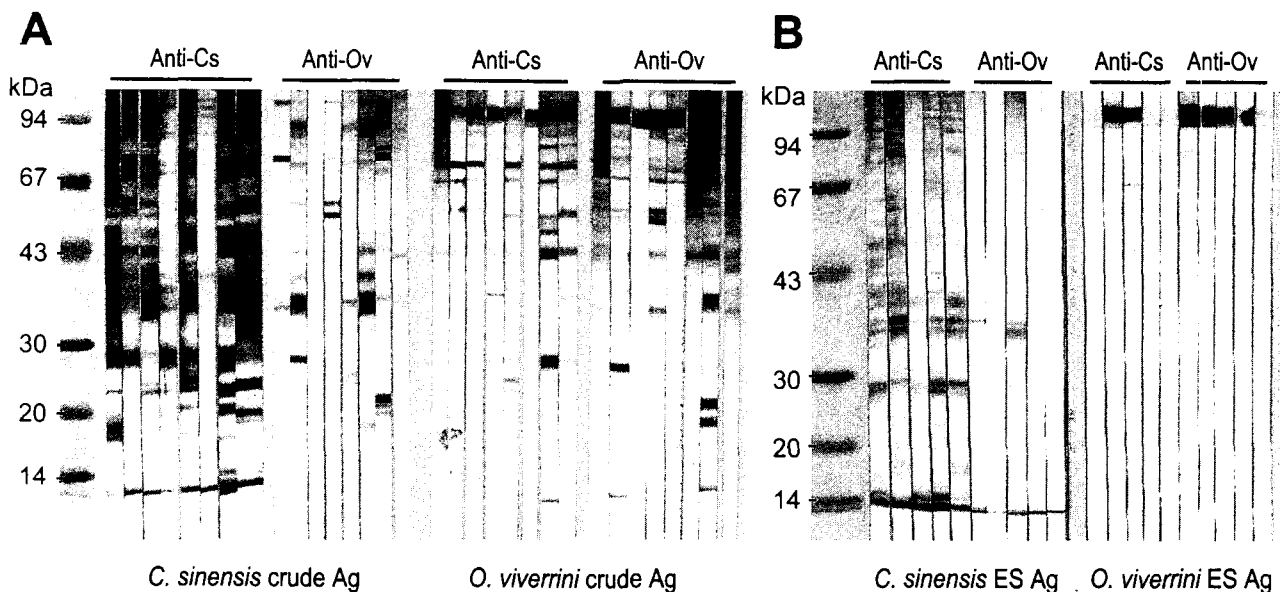 A
B
Anti-Cs Anti-Ov Anti-Cs Anti-Ov
Anti-Cs Anti-Ov Anti-Cs Anti-Ov
kDa
94
67
43
30
20
14
kDa
94
67
43
30
20
14
C. sinensis crude Ag O. viverrini crude Ag
C. sinensis ES Ag O. viverrini ES Ag